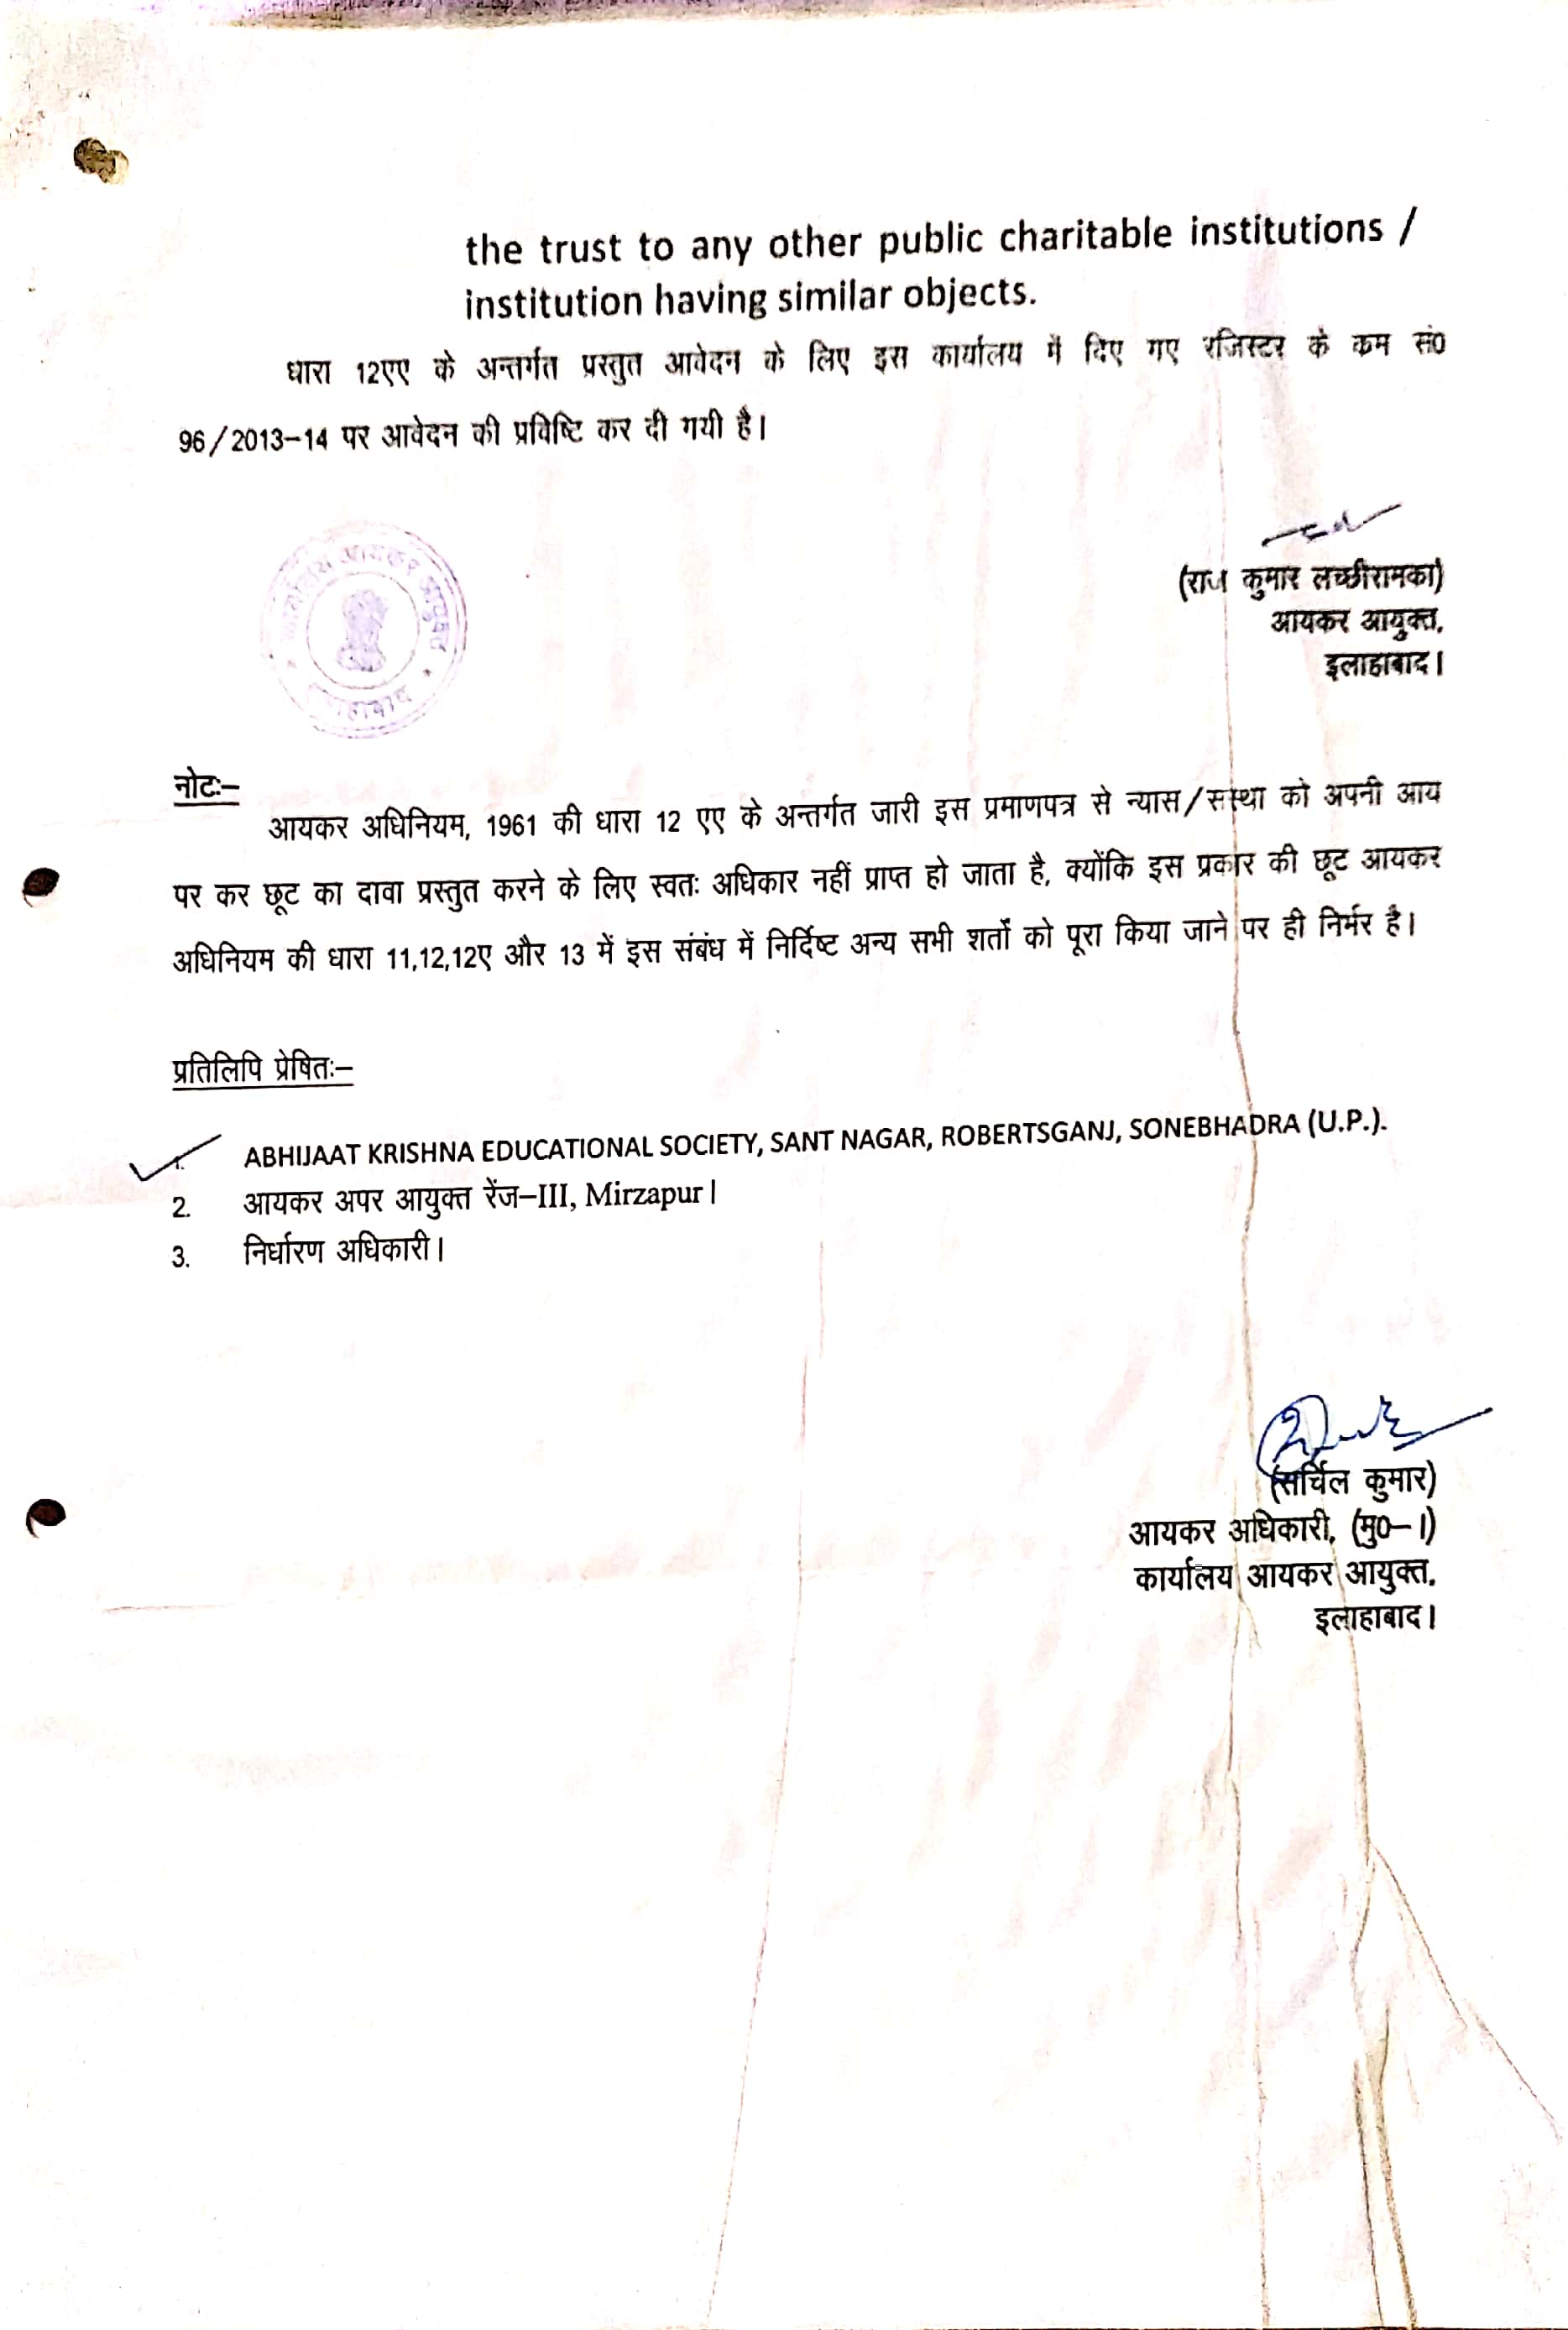 the trust to any other public charitable institutions /
institution having similar objects.
धारा 12एए के अन्तर्गत प्रस्तुत आवेदन के लिए इस कार्यालय में दिए गए रजिस्टर के कम सं0
96/2013–14 पर आवेदन की प्रविष्टि कर दी गयी है।
कार्यालय आयकर आयुक्त
(राज कुमार लच्छीरामका)
आयकर आयुक्त,
इलाहाबाद।
नोटः–
आयकर अधिनियम, 1961 की धारा 12 एए के अन्तर्गत जारी इस प्रमाणपत्र से न्यास/संस्था को अपनी आय
पर कर छूट का दावा प्रस्तुत करने के लिए स्वतः अधिकार नहीं प्राप्त हो जाता है, क्योंकि इस प्रकार की छूट आयकर
अधिनियम की धारा 11,12,12ए और 13 में इस संबंध में निर्दिष्ट अन्य सभी शर्तों को पूरा किया जाने पर ही निर्भर है।
प्रतिलिपि प्रेषितः–
1. ABHIJAAT KRISHNA EDUCATIONAL SOCIETY, SANT NAGAR, ROBERTSGANJ, SONEBHADRA (U.P.).
2. आयकर अपर आयुक्त रेंज–III, Mirzapur।
3. निर्धारण अधिकारी।
(सर्चिल कुमार)
आयकर अधिकारी, (मु0–।)
कार्यालय आयकर आयुक्त,
इलाहाबाद।